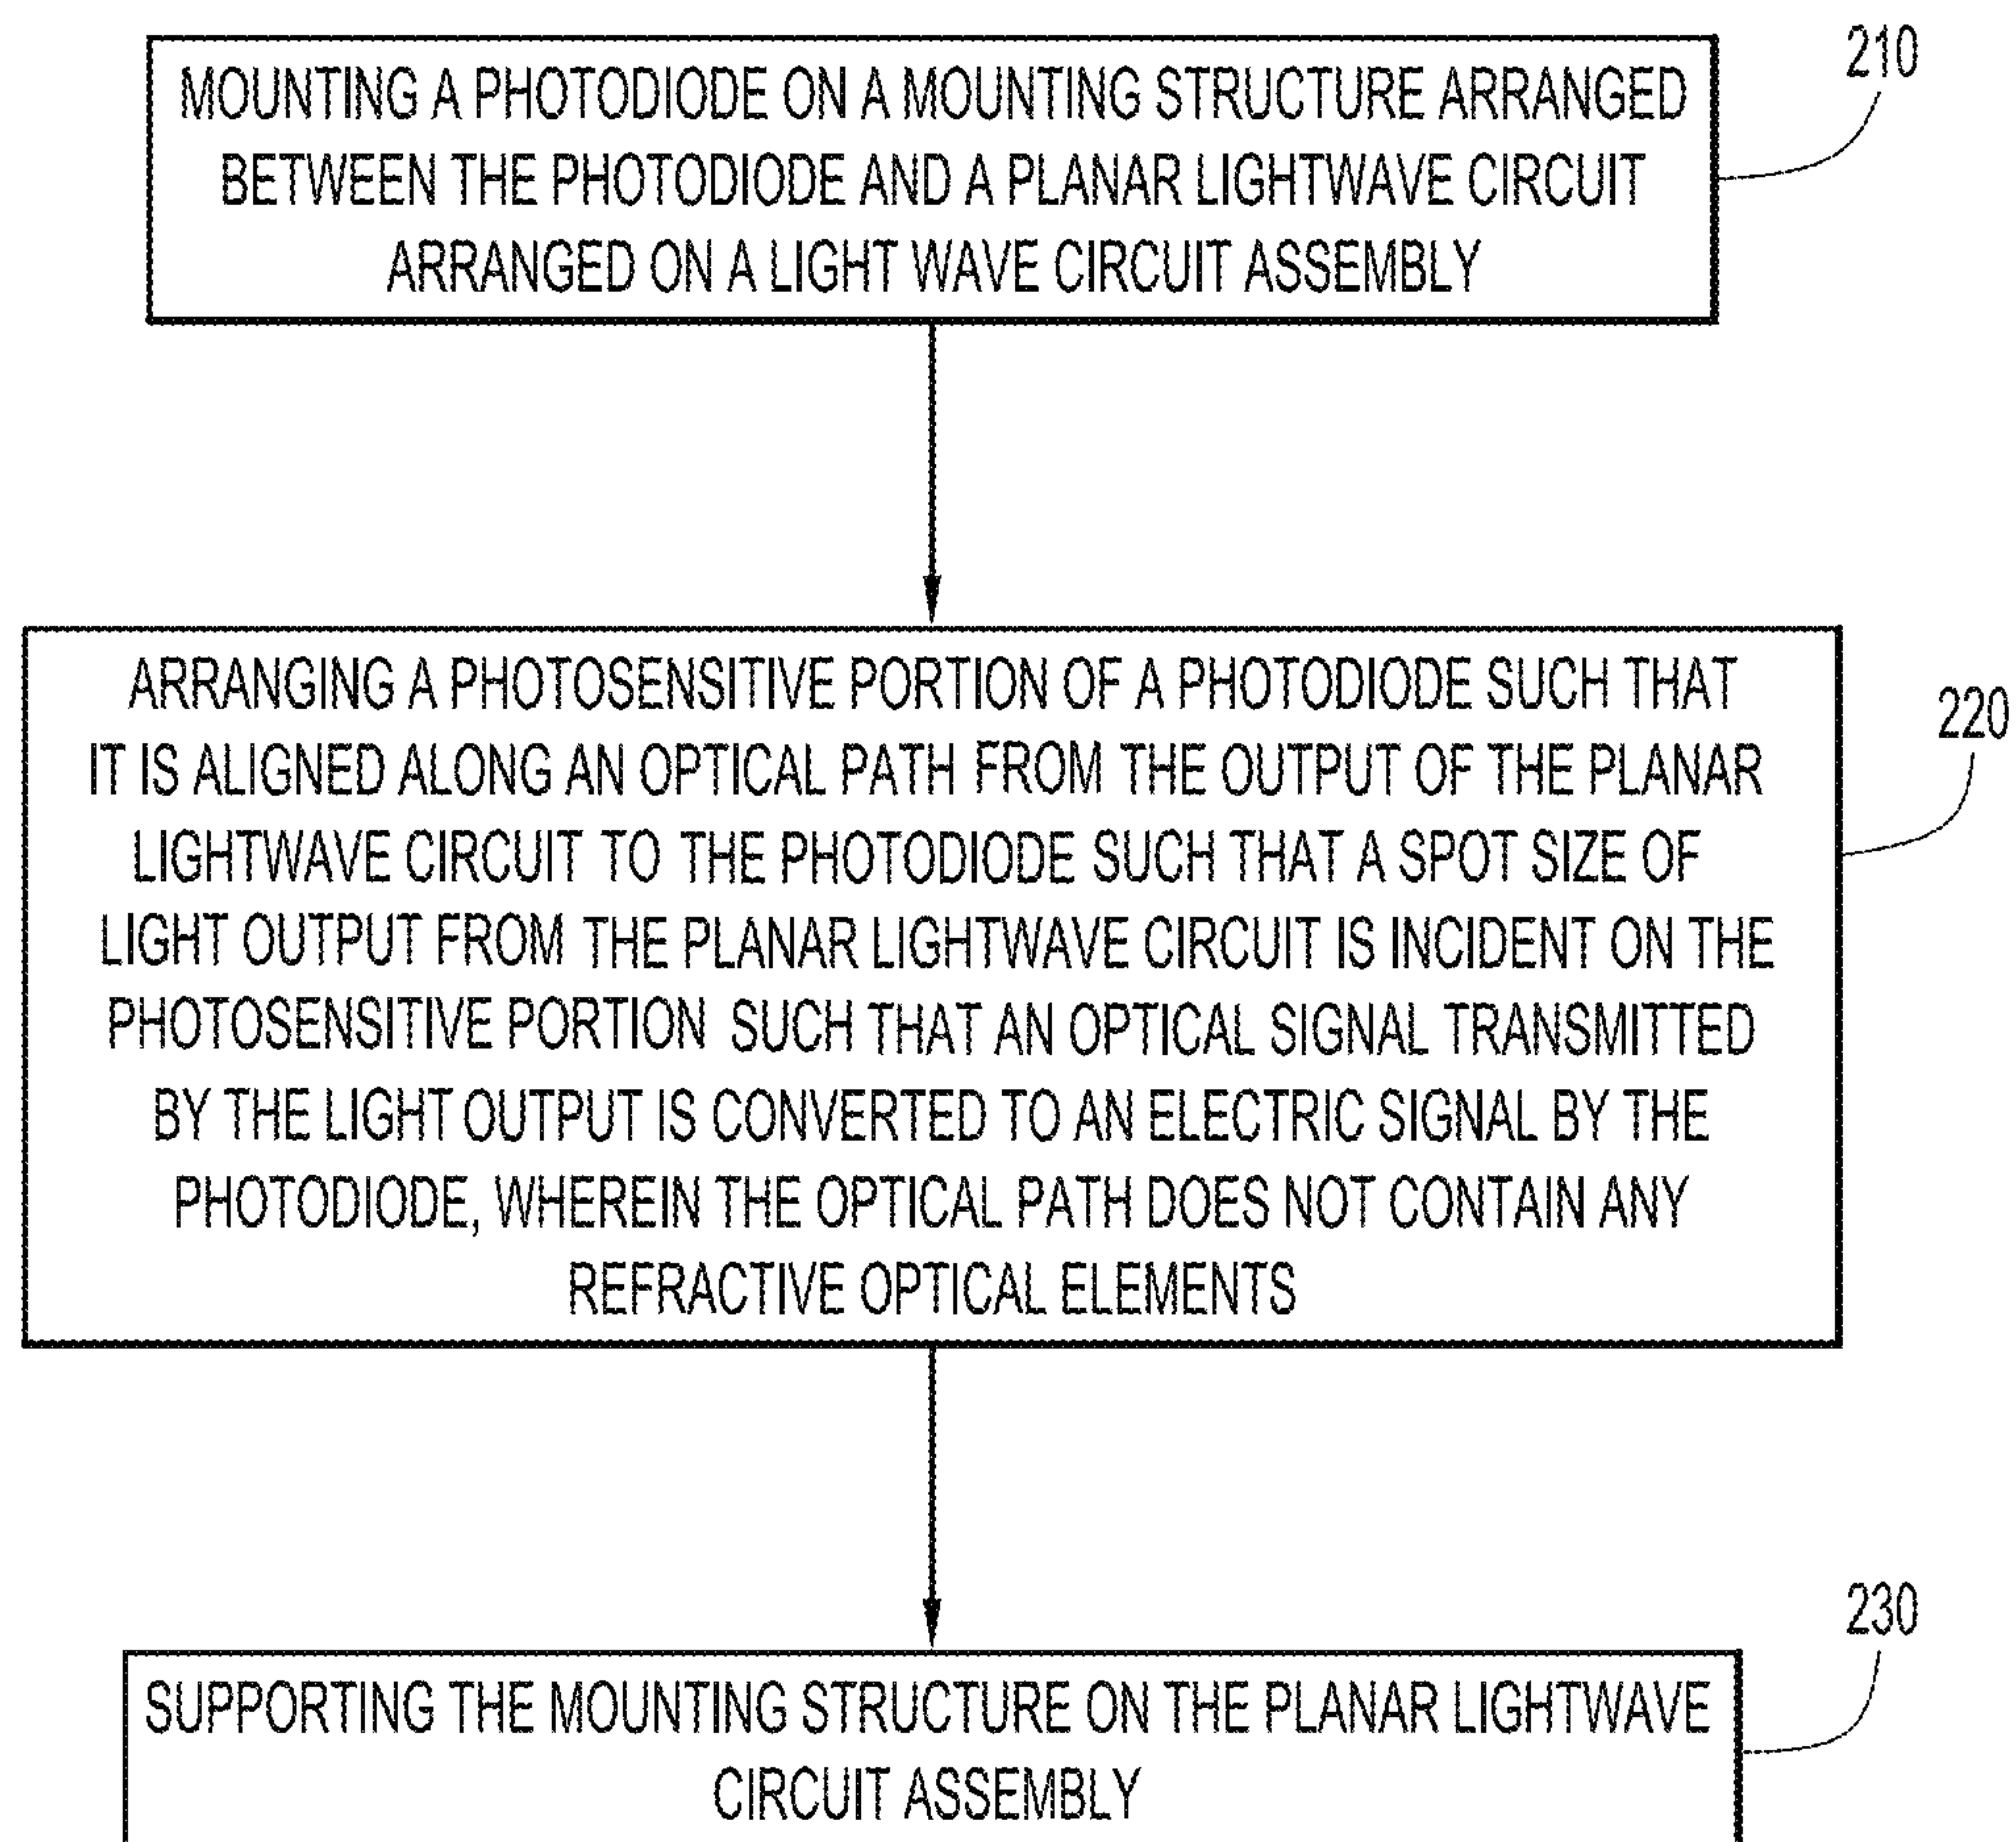 210
MOUNTING A PHOTODIODE ON A MOUNTING STRUCTURE ARRANGED
BETWEEN THE PHOTODIODE AND A PLANAR LIGHTWAVE CIRCUIT
ARRANGED ON A LIGHT WAVE CIRCUIT ASSEMBLY
220
ARRANGING A PHOTOSENSITIVE PORTION OF A PHOTODIODE SUCH THAT
IT IS ALIGNED ALONG AN OPTICAL PATH FROM THE OUTPUT OF THE PLANAR
LIGHTWAVE CIRCUIT TO THE PHOTODIODE SUCH THAT A SPOT SIZE OF
LIGHT OUTPUT FROM THE PLANAR LIGHTWAVE CIRCUIT IS INCIDENT ON THE
PHOTOSENSITIVE PORTION SUCH THAT AN OPTICAL SIGNAL TRANSMITTED
BY THE LIGHT OUTPUT IS CONVERTED TO AN ELECTRIC SIGNAL BY THE
PHOTODIODE, WHEREIN THE OPTICAL PATH DOES NOT CONTAIN ANY
REFRACTIVE OPTICAL ELEMENTS
230
SUPPORTING THE MOUNTING STRUCTURE ON THE PLANAR LIGHTWAVE
CIRCUIT ASSEMBLY